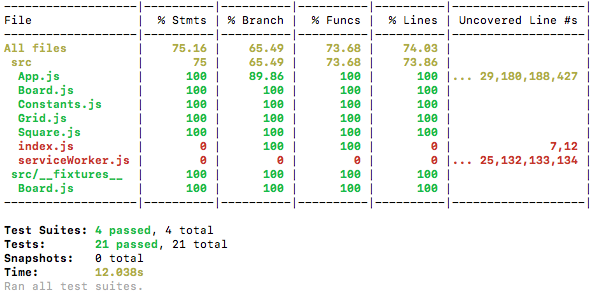 ---------------------|----------|----------|----------|----------|-------------------|
File                 |  % Stmts | % Branch |  % Funcs |  % Lines | Uncovered Line #s |
---------------------|----------|----------|----------|----------|-------------------|
All files            |    75.16 |    65.49 |    73.68 |    74.03 |                   |
 src                 |       75 |    65.49 |    73.68 |    73.86 |                   |
  App.js             |      100 |    89.86 |      100 |      100 |... 29,180,188,427 |
  Board.js           |      100 |      100 |      100 |      100 |                   |
  Constants.js       |      100 |      100 |      100 |      100 |                   |
  Grid.js            |      100 |      100 |      100 |      100 |                   |
  Square.js          |      100 |      100 |      100 |      100 |                   |
  index.js           |        0 |      100 |      100 |        0 |              7,12 |
  serviceWorker.js   |        0 |        0 |        0 |        0 |... 25,132,133,134 |
 src/__fixtures__    |      100 |      100 |      100 |      100 |                   |
  Board.js           |      100 |      100 |      100 |      100 |                   |
---------------------|----------|----------|----------|----------|-------------------|
Test Suites: 4 passed, 4 total
Tests:       21 passed, 21 total
Snapshots:   0 total
Time:        12.038s
Ran all test suites.